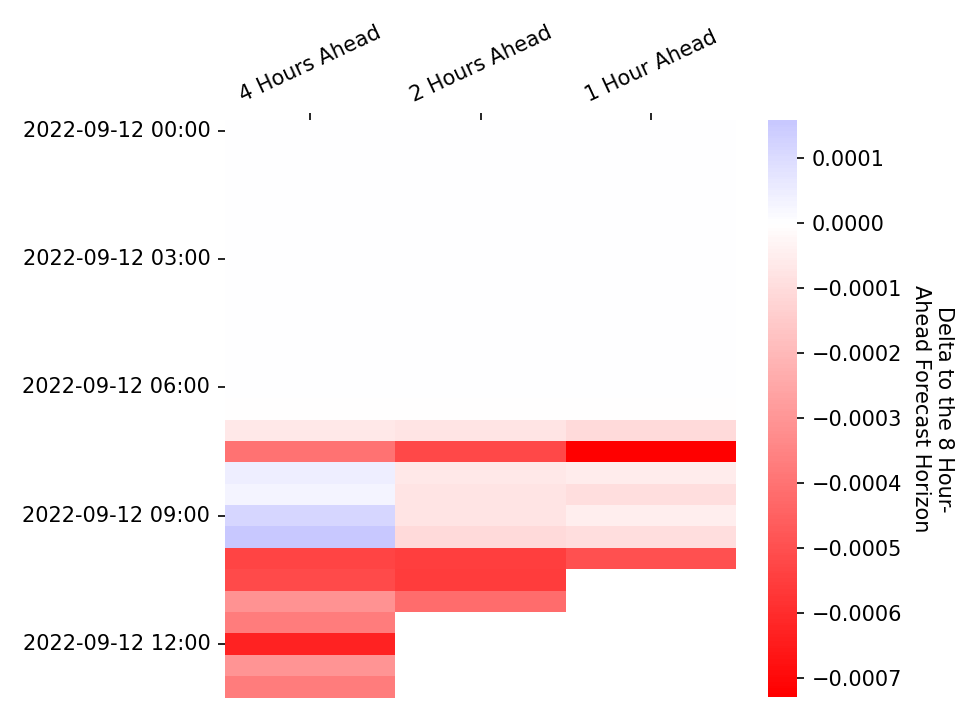 4 Hours Ahead
2 Hours Ahead
1 Hour Ahead
2022-09-12 00:00
2022-09-12 03:00
2022-09-12 06:00
2022-09-12 09:00
2022-09-12 12:00
0.0001
0.0000
−0.0001
−0.0002
−0.0003
−0.0004
−0.0005
−0.0006
−0.0007
Delta to the 8 Hour-
Ahead Forecast Horizon